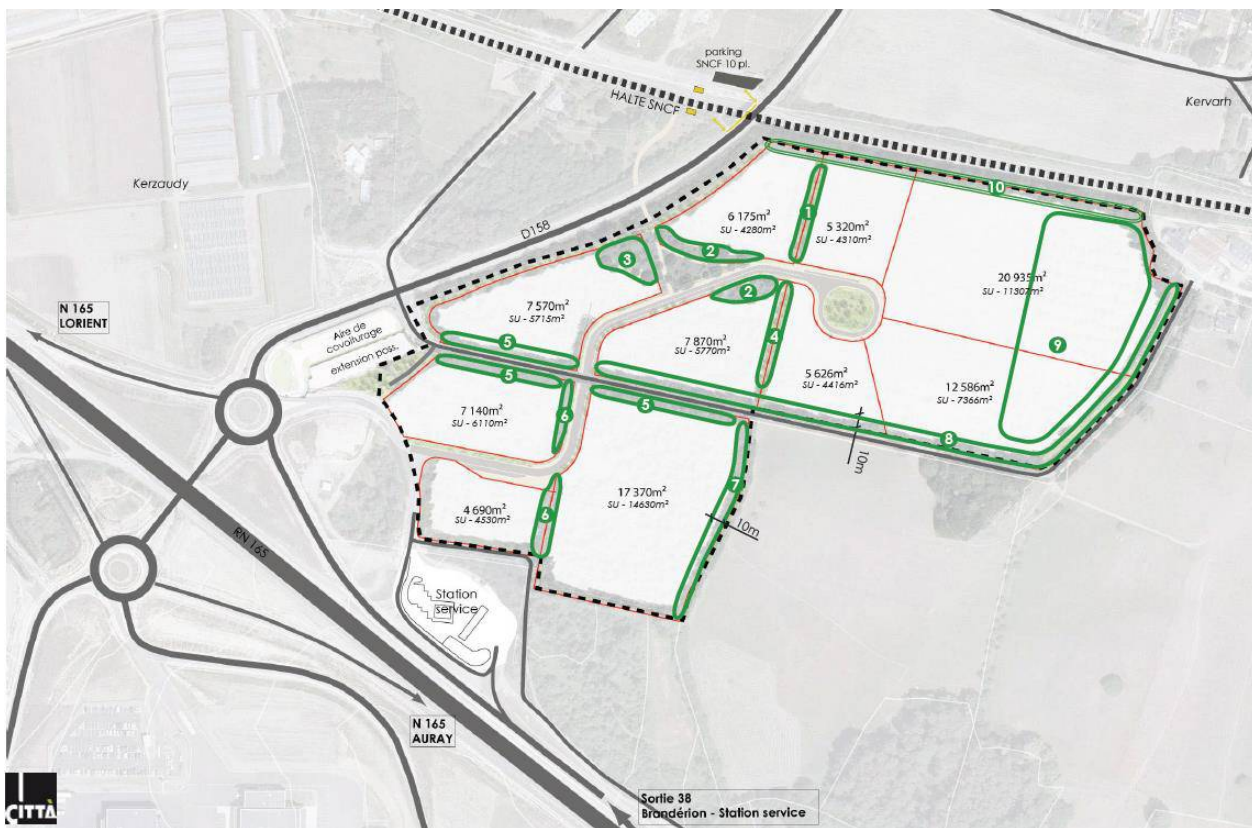 parking
SNCF 10 pl.
HALTE SNCF
Kervarh
Kerzaudy
D158
10
1
6 175m²
SU - 4280m²
5 320m²
SU - 4310m²
2
3
20 935m²
SU - 11307m²
2
7 570m²
SU - 5715m²
N 165
LORIENT
Aire de
covoiturage
extension poss.
5
7 870m²
SU - 5770m²
4
9
5
5 626m²
SU - 4416m²
12 586m²
SU - 7366m²
7 140m²
SU - 6110m²
6
5
8
10m
4 690m²
SU - 4530m²
6
17 370m²
SU - 14630m²
7
10m
RN 165
Station
service
N 165
AURAY
Sortie 38
Brandérion - Station service
CITTÀ